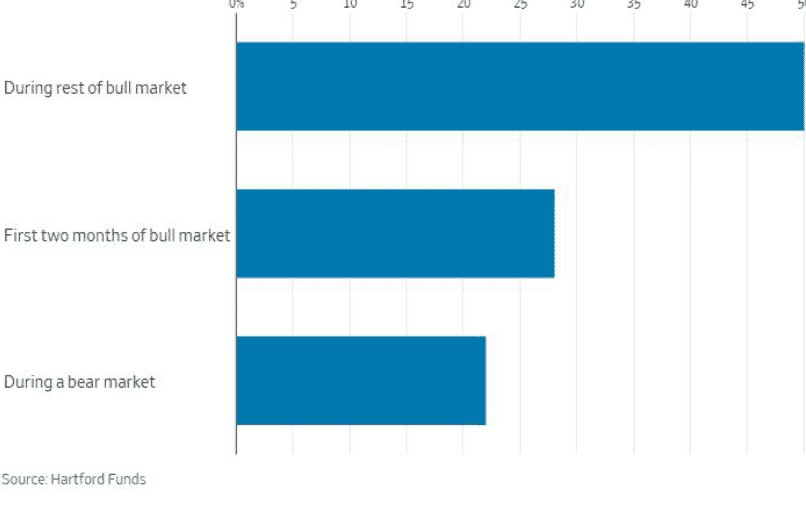 0% 5 10 15 20 25 30 35 40 45
During rest of bull market
First two months of bull market
During a bear market
Source: Hartford Funds